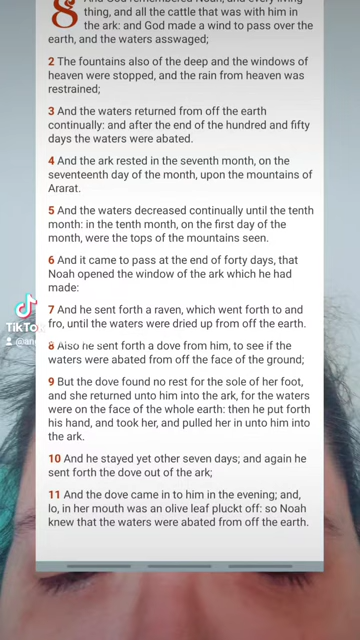 8 And God remembered Noah, and every living
thing, and all the cattle that was with him in
the ark: and God made a wind to pass over the
earth, and the waters asswaged;
2 The fountains also of the deep and the windows of
heaven were stopped, and the rain from heaven was
restrained;
3 And the waters returned from off the earth
continually: and after the end of the hundred and fifty
days the waters were abated.
4 And the ark rested in the seventh month, on the
seventeenth day of the month, upon the mountains of
Ararat.
5 And the waters decreased continually until the tenth
month: in the tenth month, on the first day of the
month, were the tops of the mountains seen.
6 And it came to pass at the end of forty days, that
Noah opened the window of the ark which he had
made:
7 And he sent forth a raven, which went forth to and
fro, until the waters were dried up from off the earth.
8 Also he sent forth a dove from him, to see if the
waters were abated from off the face of the ground;
9 But the dove found no rest for the sole of her foot,
and she returned unto him into the ark, for the waters
were on the face of the whole earth: then he put forth
his hand, and took her, and pulled her in unto him into
the ark.
10 And he stayed yet other seven days; and again he
sent forth the dove out of the ark;
11 And the dove came in to him in the evening; and,
lo, in her mouth was an olive leaf pluckt off: so Noah
knew that the waters were abated from off the earth.
TikTo